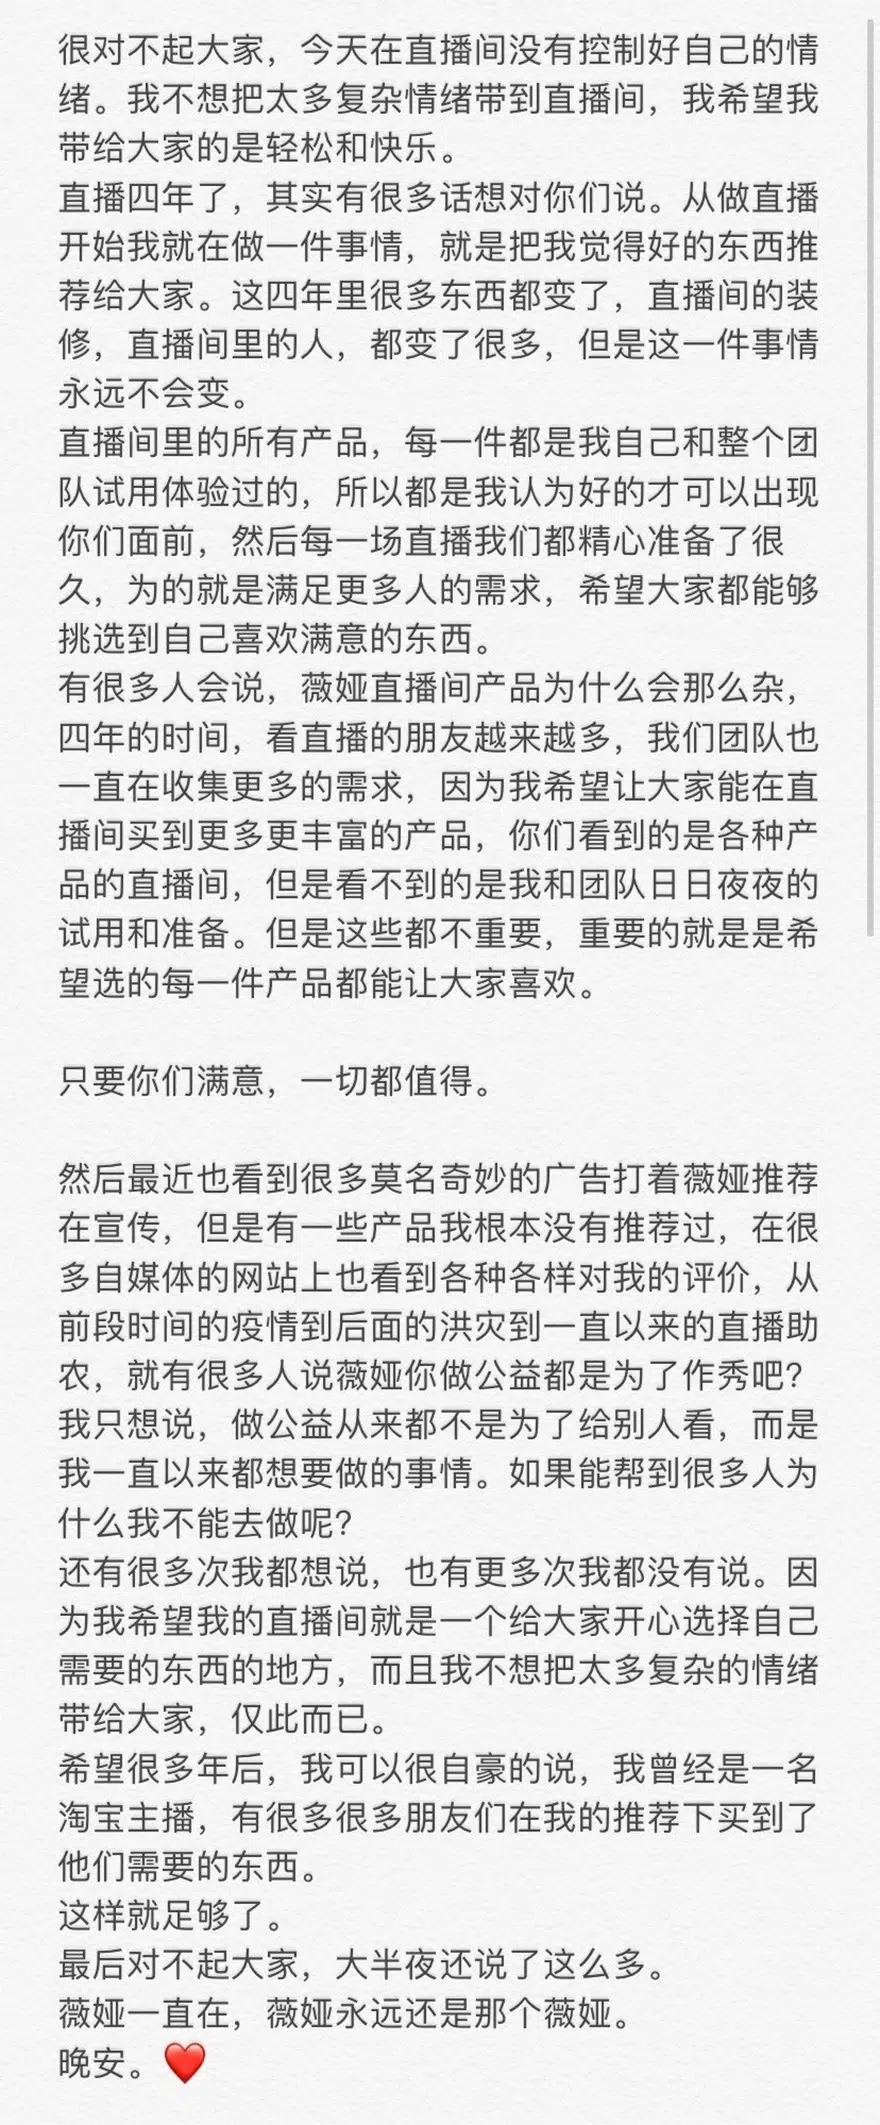 很对不起大家，今天在直播间没有控制好自己的情
绪。我不想把太多复杂情绪带到直播间，我希望我
带给大家的是轻松和快乐。
直播四年了，其实有很多话想对你们说。从做直播
开始我就在做一件事情，就是把我觉得好的东西推
荐给大家。这四年里很多东西都变了，直播间的装
修，直播间里的人，都变了很多，但是这一件事情
永远不会变。
直播间里的所有产品，每一件都是我自己和整个团
队试用体验过的，所以都是我认为好的才可以出现
你们面前，然后每一场直播我们都精心准备了很
久，为的就是满足更多人的需求，希望大家都能够
挑选到自己喜欢满意的东西。
有很多人会说，薇娅直播间产品为什么会那么杂，
四年的时间，看直播的朋友越来越多，我们团队也
一直在收集更多的需求，因为我希望让大家能在直
播间买到更多更丰富的产品，你们看到的是各种产
品的直播间，但是看不到的是我和团队日日夜夜的
试用和准备。但是这些都不重要，重要的就是是希
望选的每一件产品都能让大家喜欢。
只要你们满意，一切都值得。
然后最近也看到很多莫名奇妙的广告打着薇娅推荐
在宣传，但是有一些产品我根本没有推荐过，在很
多自媒体的网站上也看到各种各样对我的评价，从
前段时间的疫情到后面的洪灾到一直以来的直播助
农，就有很多人说薇娅你做公益都是为了作秀吧？
我只想说，做公益从来都不是为了给别人看，而是
我一直以来都想要做的事情。如果能帮到很多人为
什么我不能去做呢？
还有很多次我都想说，也有更多次我都没有说。因
为我希望我的直播间就是一个给大家开心选择自己
需要的东西的地方，而且我不想把太多复杂的情绪
带给大家，仅此而已。
希望很多年后，我可以很自豪的说，我曾经是一名
淘宝主播，有很多很多朋友们在我的推荐下买到了
他们需要的东西。
这样就足够了。
最后对不起大家，大半夜还说了这么多。
薇娅一直在，薇娅永远还是那个薇娅。
晚安。❤️